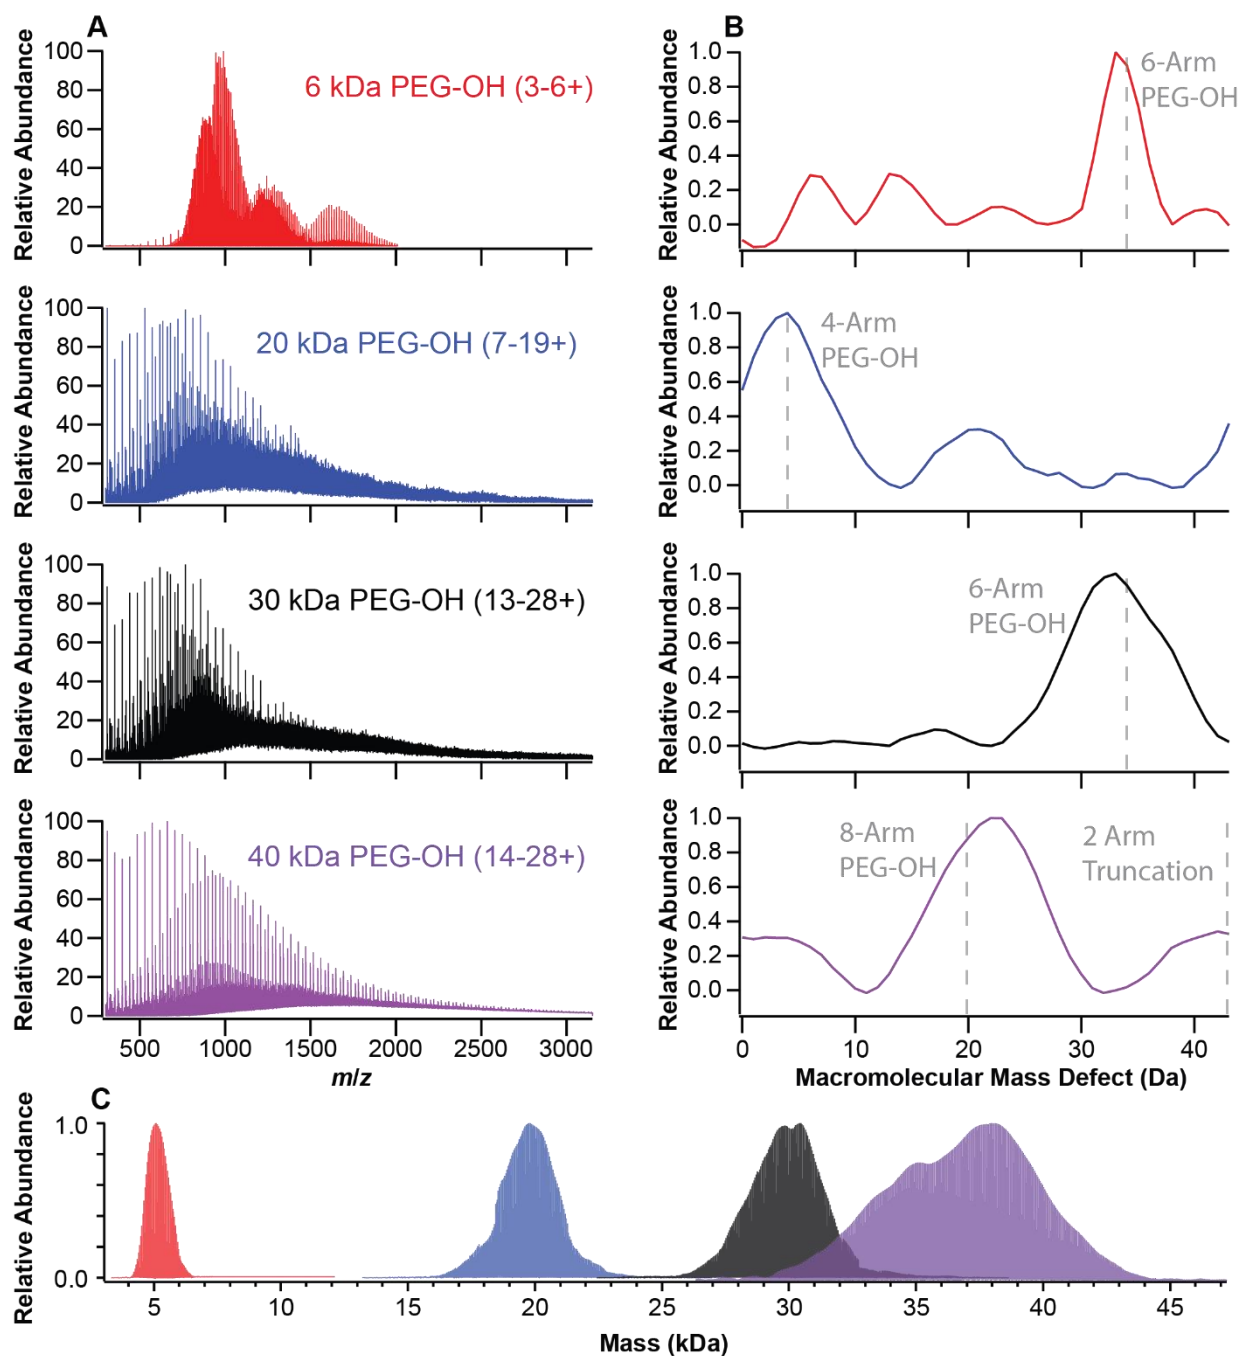 A
Relative Abundance
100
80
60
40
20
0
6 kDa PEG-OH (3-6+)
Relative Abundance
100
80
60
40
20
0
20 kDa PEG-OH (7-19+)
Relative Abundance
100
80
60
40
20
0
30 kDa PEG-OH (13-28+)
Relative Abundance
100
80
60
40
20
0
40 kDa PEG-OH (14-28+)
500 1000 1500 2000 2500 3000
m/z
B
Relative Abundance
1.0
0.8
0.6
0.4
0.2
0.0
6-Arm
PEG-OH
Relative Abundance
1.0
0.8
0.6
0.4
0.2
0.0
4-Arm
PEG-OH
Relative Abundance
1.0
0.8
0.6
0.4
0.2
0.0
6-Arm
PEG-OH
Relative Abundance
1.0
0.8
0.6
0.4
0.2
0.0
8-Arm
PEG-OH
2 Arm
Truncation
0 10 20 30 40
Macromolecular Mass Defect (Da)
C
Relative Abundance
1.0
0.0
5 10 15 20 25 30 35 40 45
Mass (kDa)